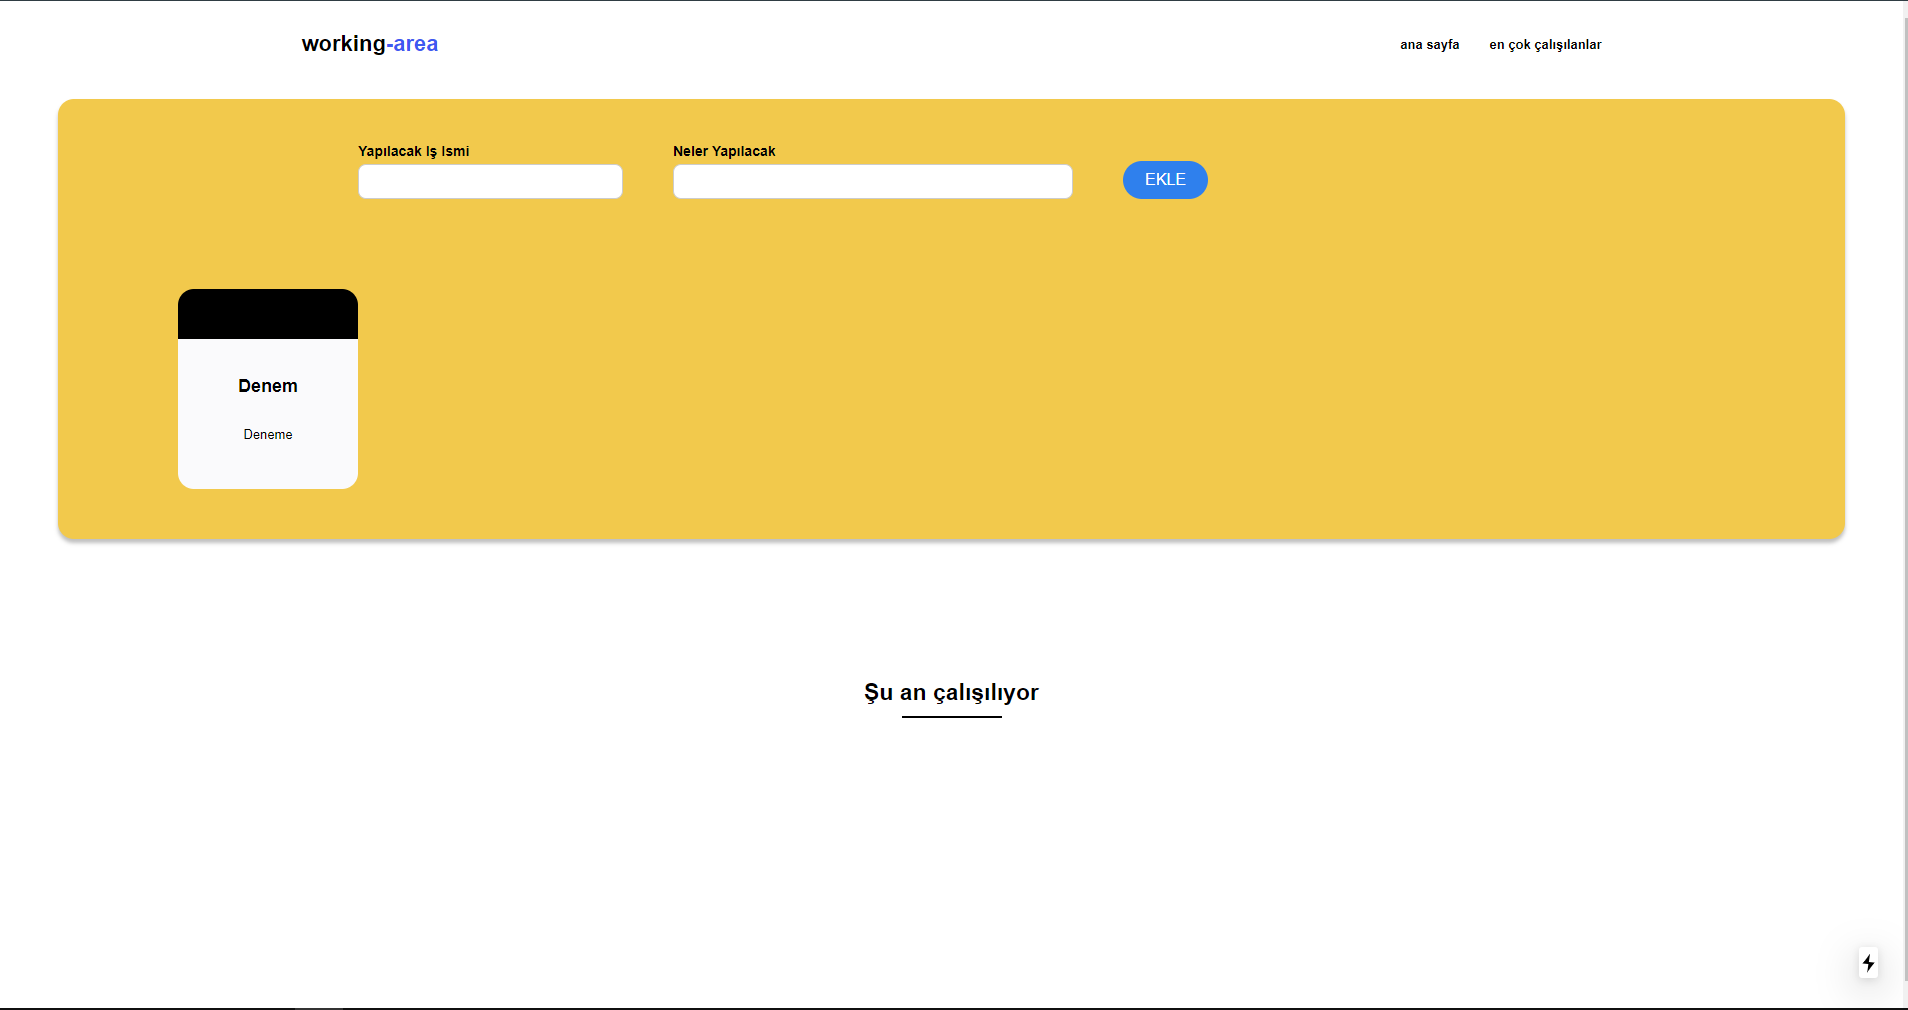 working-area
ana sayfa en çok çalışılanlar
Yapılacak Iş Ismi
Neler Yapılacak
EKLE
Denem
Deneme
Şu an çalışılıyor